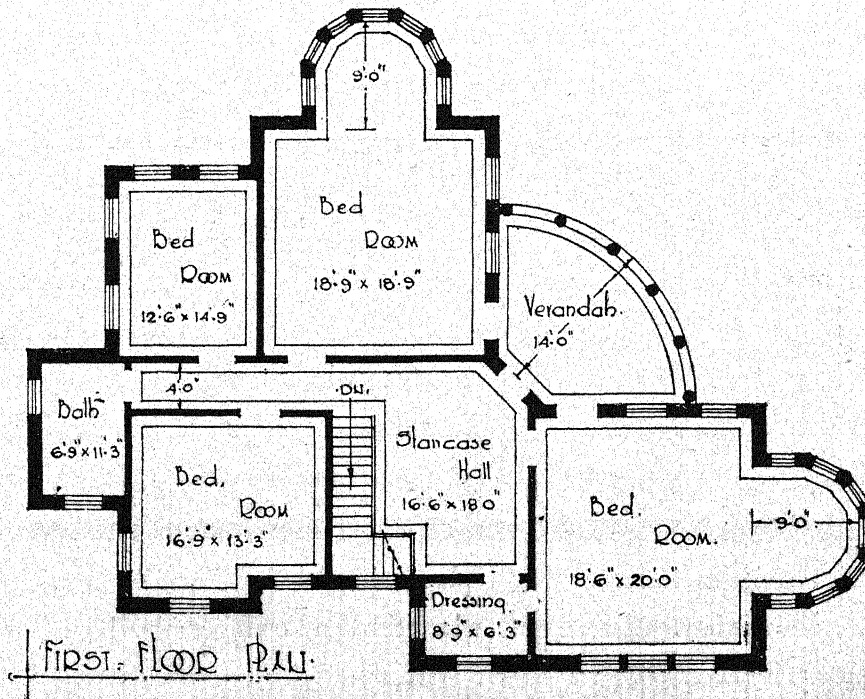 9'·0"
Bed
Room
18'·9" x 18'·9"
Bed
Room
12'·6" x 14'·9"
Verandah.
14'·0"
4'·0"
·DN.
Bath
6'·9" x 11'·3"
Staircase
Hall
16'·6" x 18'·0"
Bed.
Room
16'·9" x 13'·3"
Bed.
Room.
18'·6" x 20'·0"
9'·0"
Dressing
8'·9" x 6'·3"
FIRST· FLOOR PLAN·